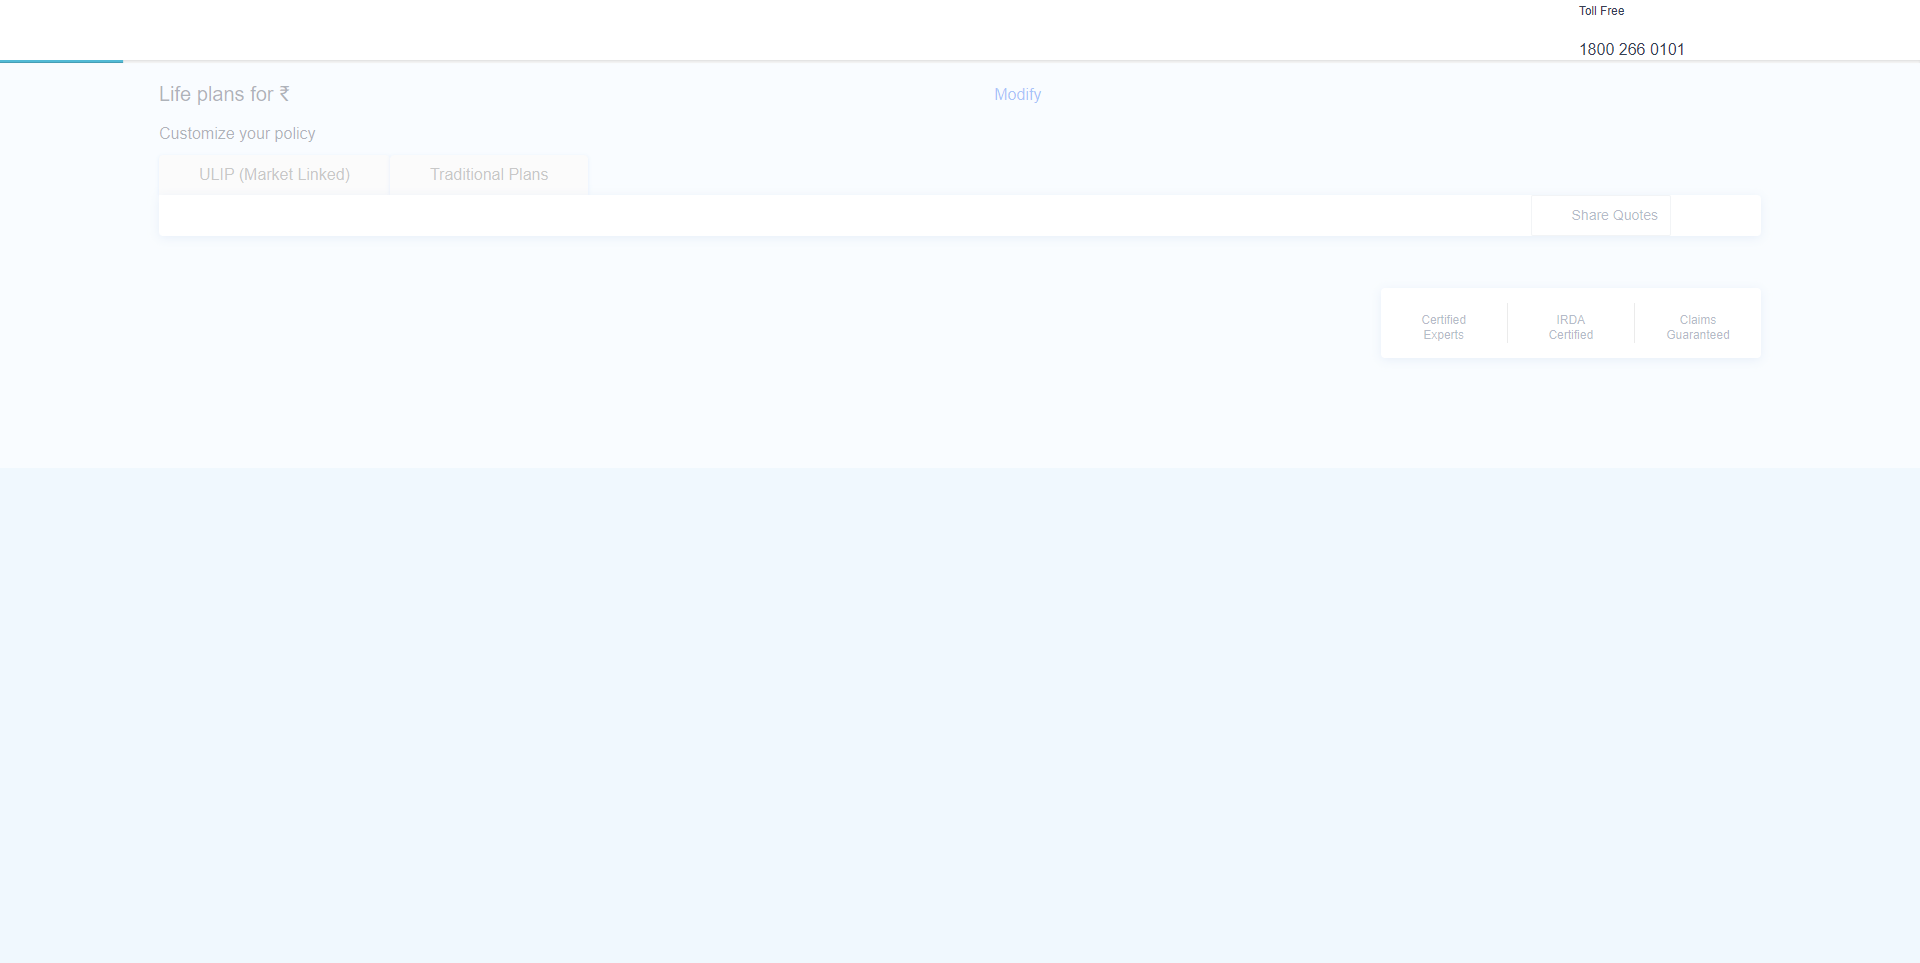 Toll Free
1800 266 0101
Life plans for ₹
Modify
Customize your policy
ULIP (Market Linked)
Traditional Plans
Share Quotes
Certified
Experts
IRDA
Certified
Claims
Guaranteed